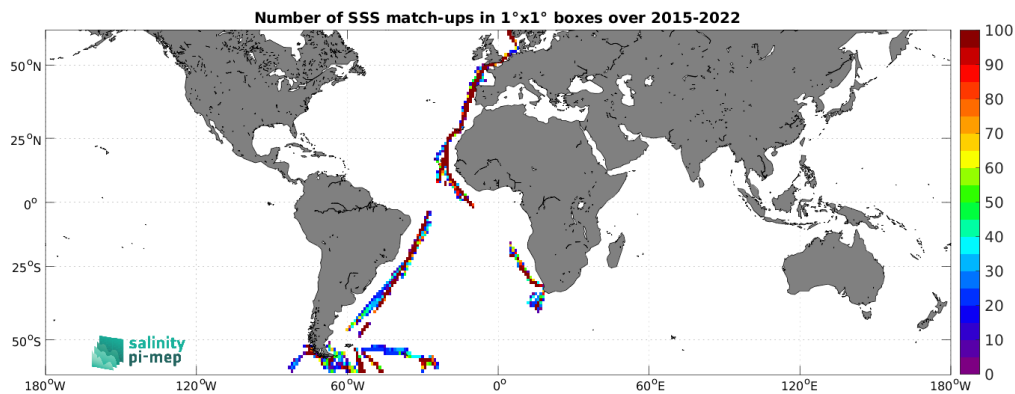 Number of SSS match-ups in 1°x1° boxes over 2015-2022
50°N
25°N
0°
25°S
50°S
180°W 120°W 60°W 0° 60°E 120°E 180°W
100
90
80
70
60
50
40
30
20
10
0
salinity
pi-mep